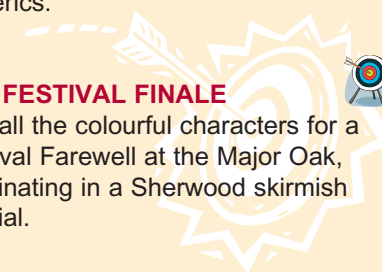 erics.
FESTIVAL FINALE
all the colourful characters for a
val Farewell at the Major Oak,
inating in a Sherwood skirmish
ial.